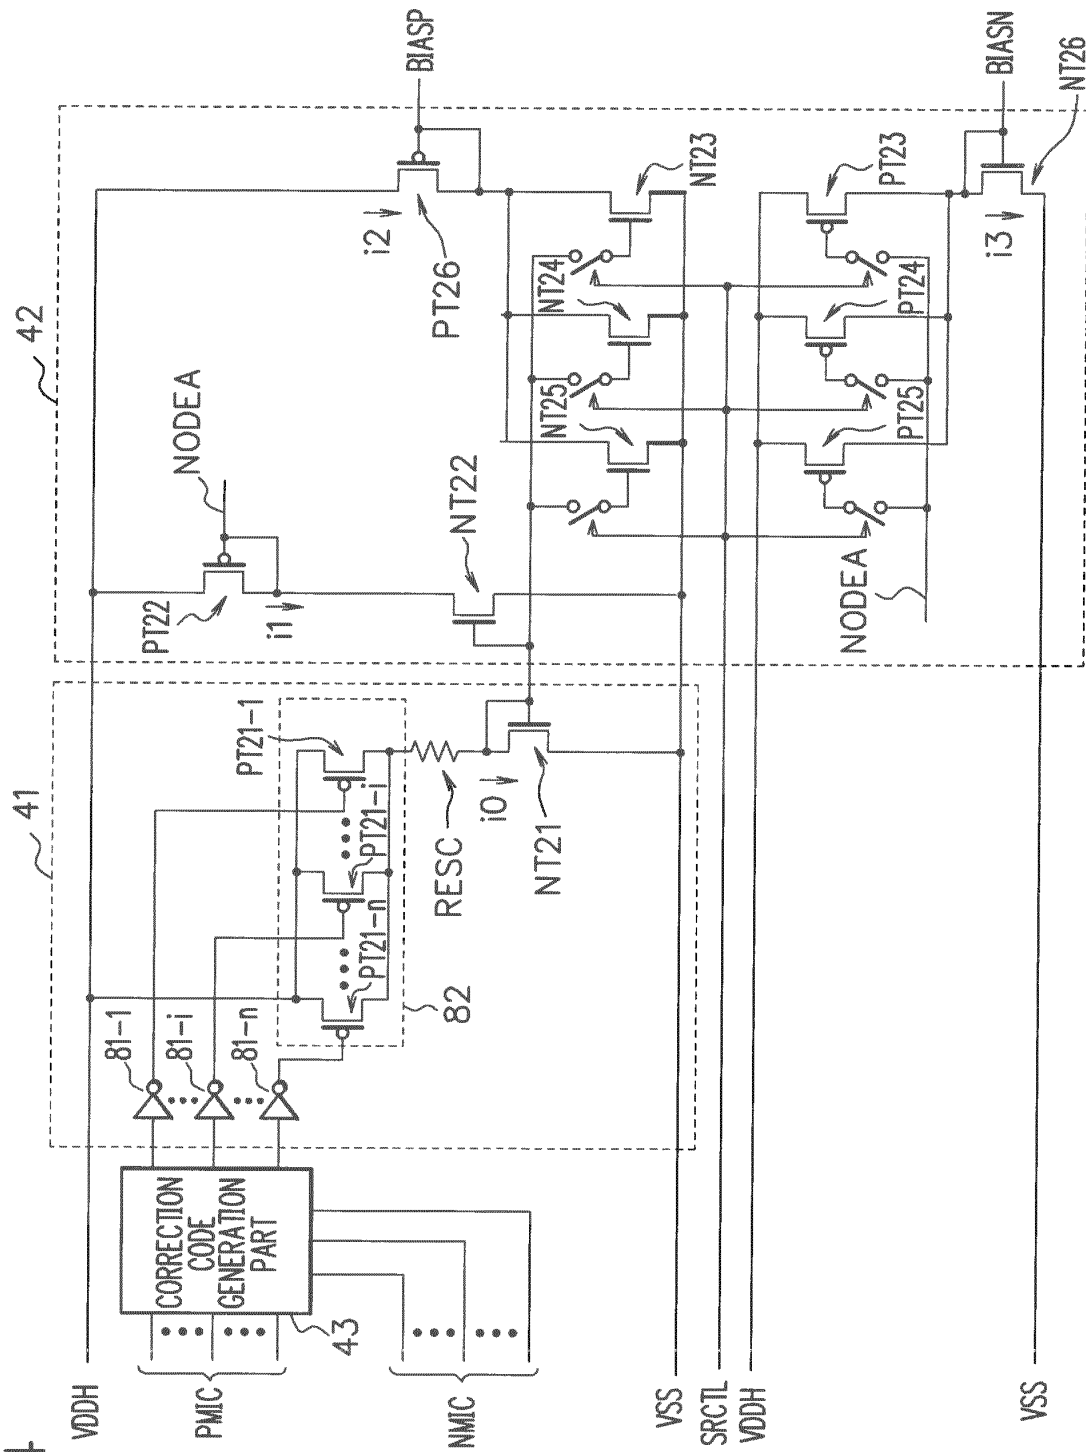 42
41
NODEA
BIASP
PT22
i1
i2
PT26
NT22
NT25
NT24
NT23
81-1
81-i
81-n
PT21-1
PT21-i
PT21-n
82
RESC
i0
NT21
CORRECTION
CODE
GENERATION
PART
43
VDDH
PMIC
NMIC
VSS
SRCTL
VDDH
VSS
NODEA
PT25
PT24
PT23
i3
BIASN
NT26